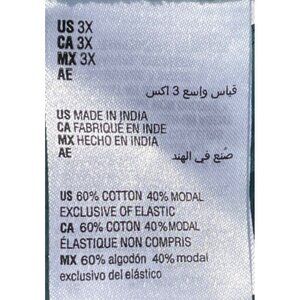 US 3X
CA 3X
MX 3X
AE
قياس واسع 3 اكس
US MADE IN INDIA
CA FABRIQUÉ EN INDE
MX HECHO EN INDIA
AE
صُنع في الهند
US 60% COTTON 40% MODAL
EXCLUSIVE OF ELASTIC
CA 60% COTON 40% MODAL
ÉLASTIQUE NON COMPRIS
MX 60% algodón 40% modal
exclusivo del elástico